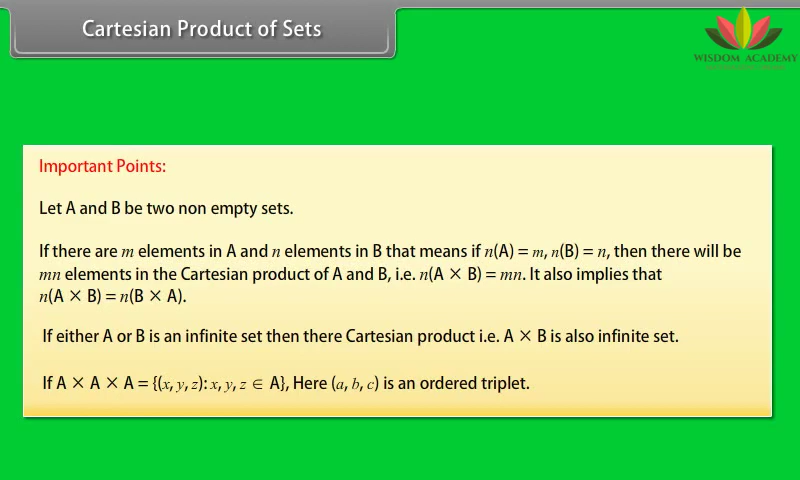 Cartesian Product of Sets
WISDOM ACADEMY
Important Points:
Let A and B be two non empty sets.
If there are m elements in A and n elements in B that means if n(A) = m, n(B) = n, then there will be
mn elements in the Cartesian product of A and B, i.e. n(A × B) = mn. It also implies that
n(A × B) = n(B × A).
If either A or B is an infinite set then there Cartesian product i.e. A × B is also infinite set.
If A × A × A = {(x, y, z): x, y, z ∈ A}, Here (a, b, c) is an ordered triplet.